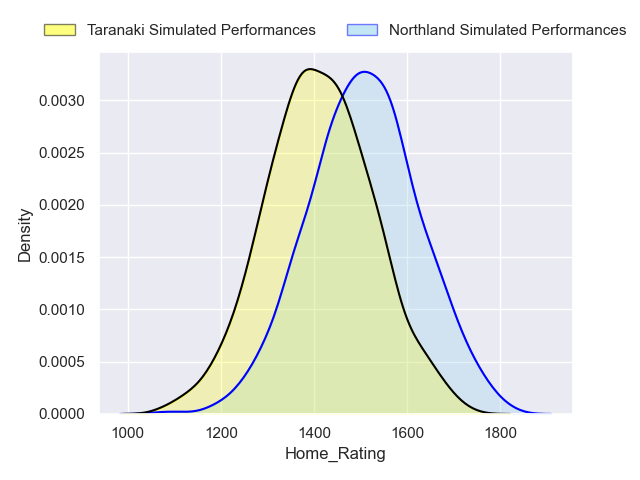 Taranaki Simulated Performances
Northland Simulated Performances
0.0030
0.0025
0.0020
0.0015
0.0010
0.0005
0.0000
Density
1000 1200 1400 1600 1800
Home_Rating